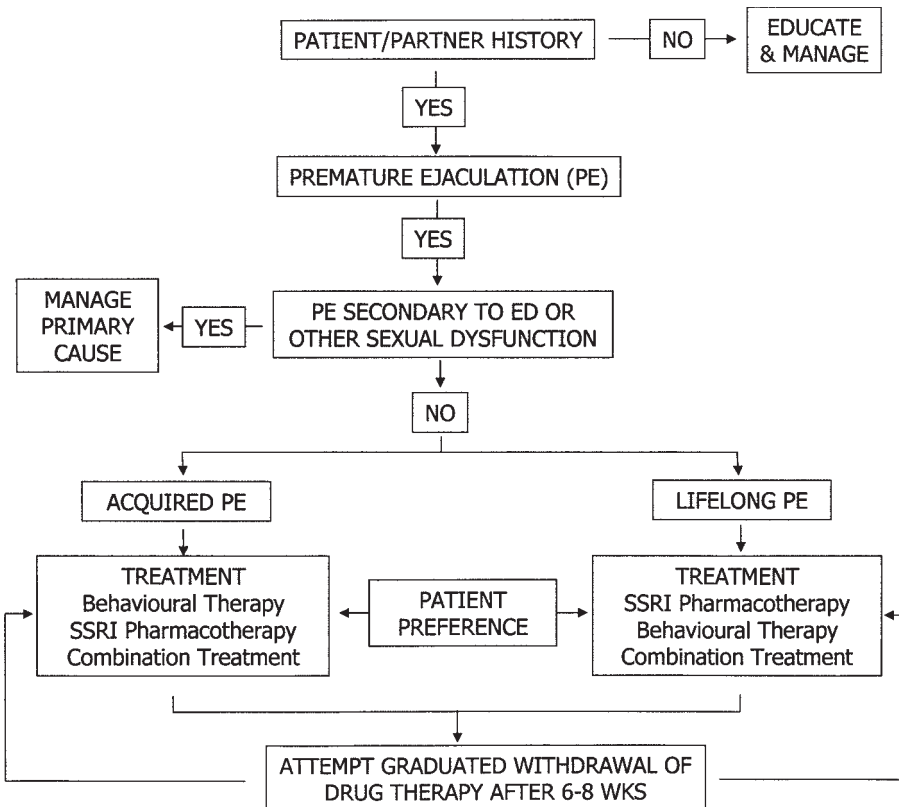 PATIENT/PARTNER HISTORY
NO
EDUCATE
& MANAGE
YES
PREMATURE EJACULATION (PE)
YES
PE SECONDARY TO ED OR
OTHER SEXUAL DYSFUNCTION
YES
MANAGE
PRIMARY
CAUSE
NO
ACQUIRED PE
LIFELONG PE
TREATMENT
Behavioural Therapy
SSRI Pharmacotherapy
Combination Treatment
PATIENT
PREFERENCE
TREATMENT
SSRI Pharmacotherapy
Behavioural Therapy
Combination Treatment
ATTEMPT GRADUATED WITHDRAWAL OF
DRUG THERAPY AFTER 6-8 WKS